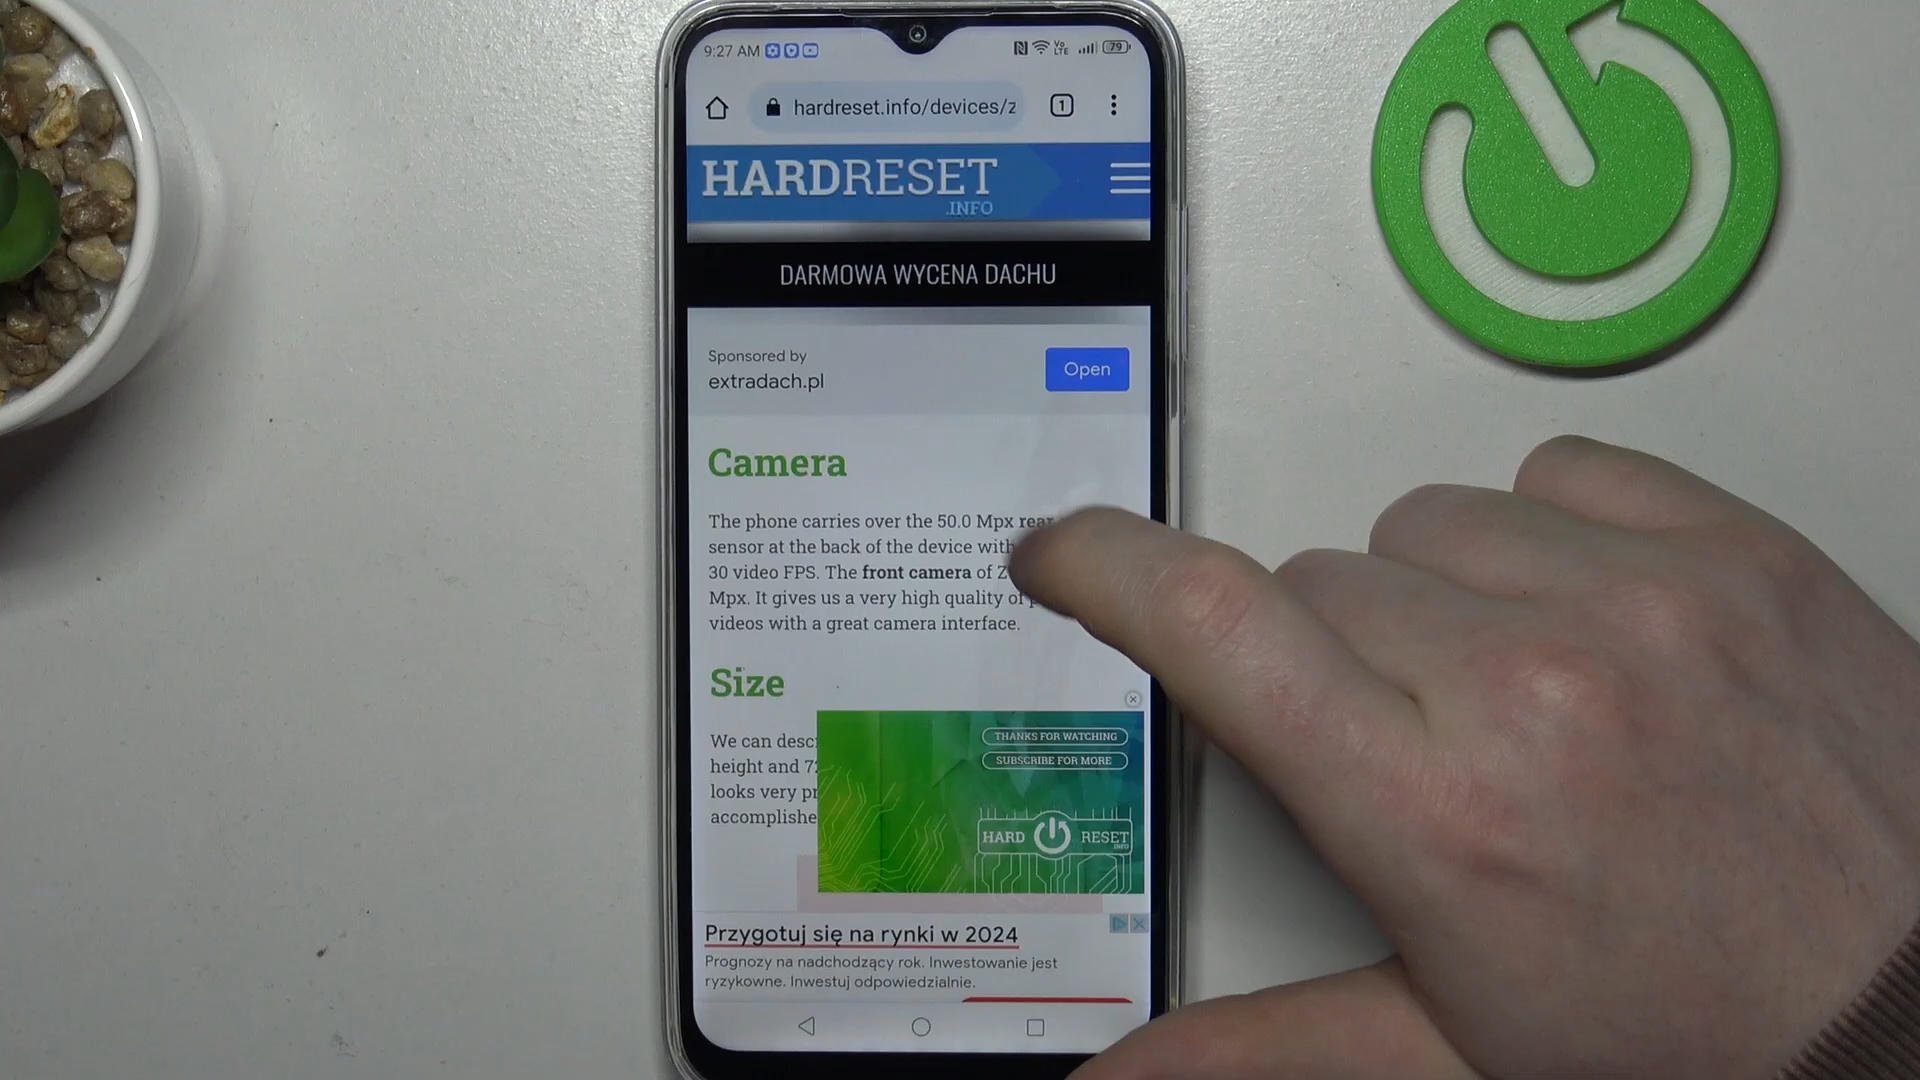 9:27 AM
Vo
LTE
79
hardreset.info/devices/z
1
HARDRESET
.INFO
DARMOWA WYCENA DACHU
Sponsored by
extradach.pl
Open
Camera
The phone carries over the 50.0 Mpx rear
sensor at the back of the device with
30 video FPS. The front camera of
Mpx. It gives us a very high quality of
videos with a great camera interface.
Size
We can desc
height and 7
looks very pr
accomplishe
THANKS FOR WATCHING
SUBSCRIBE FOR MORE
HARD RESET
.INFO
Przygotuj się na rynki w 2024
Prognozy na nadchodzący rok. Inwestowanie jest
ryzykowne. Inwestuj odpowiedzialnie.